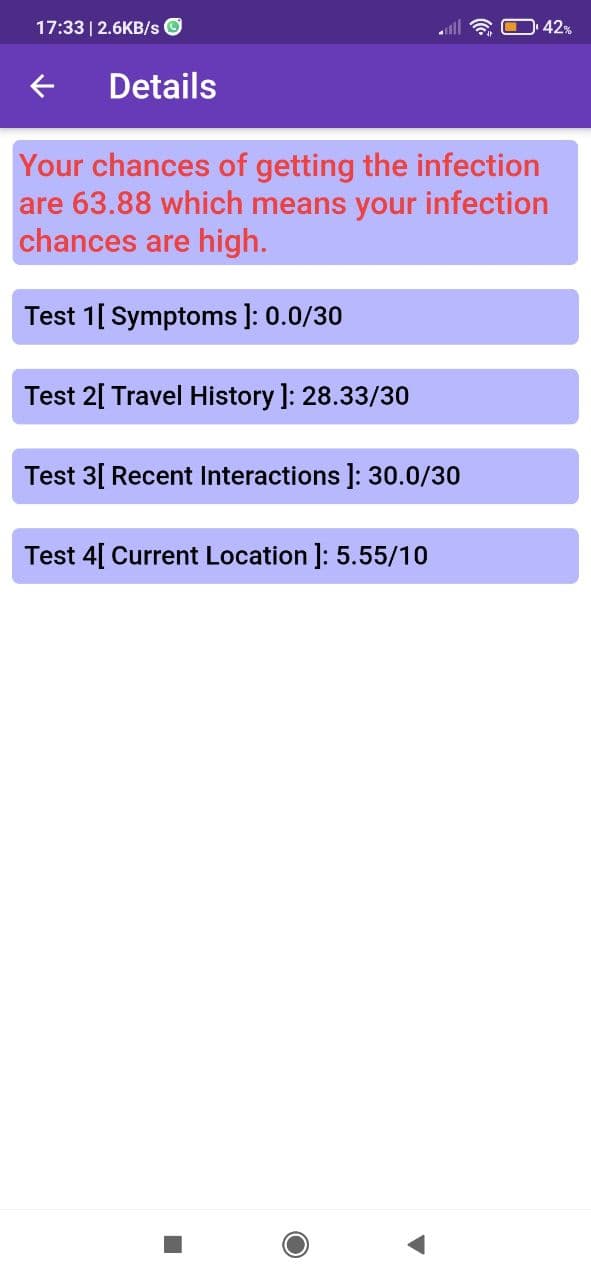 17:33 | 2.6KB/s 42%
Details
Your chances of getting the infection
are 63.88 which means your infection
chances are high.
Test 1[ Symptoms ]: 0.0/30
Test 2[ Travel History ]: 28.33/30
Test 3[ Recent Interactions ]: 30.0/30
Test 4[ Current Location ]: 5.55/10